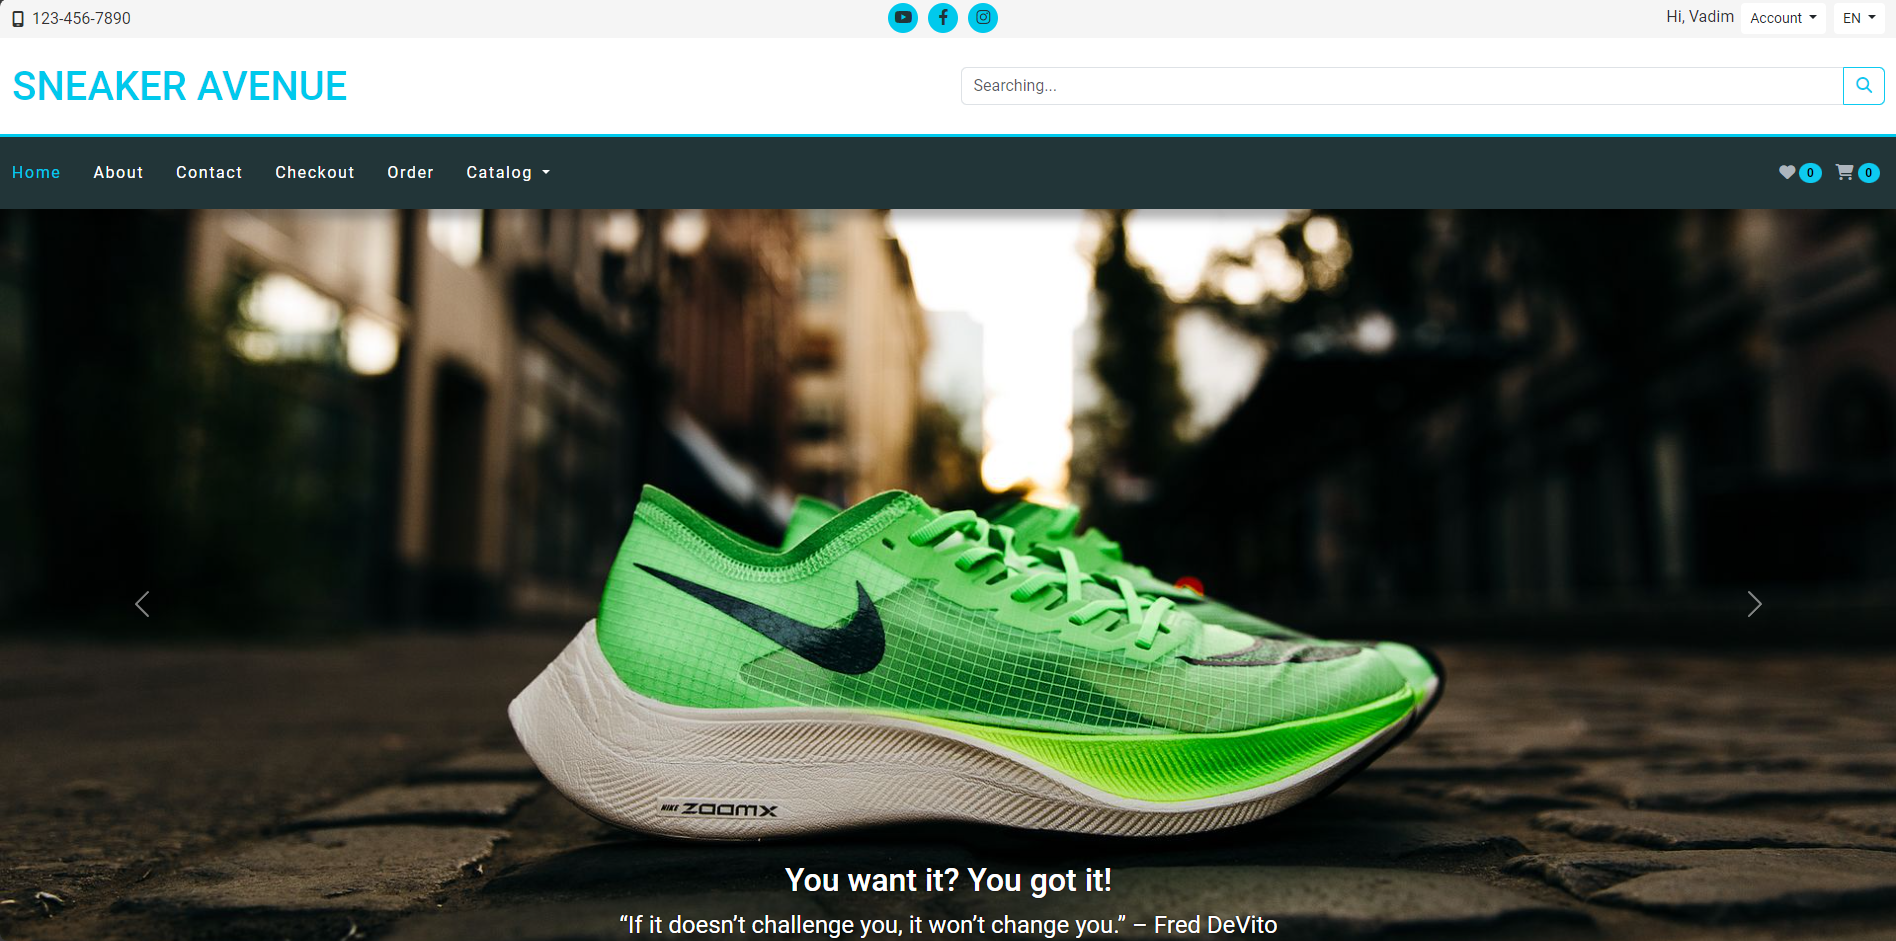 123-456-7890
Hi, Vadim Account EN
SNEAKER AVENUE
Searching...
Home About Contact Checkout Order Catalog 0 0
NIKE ZOOMX
You want it? You got it!
“If it doesn’t challenge you, it won’t change you.” – Fred DeVito